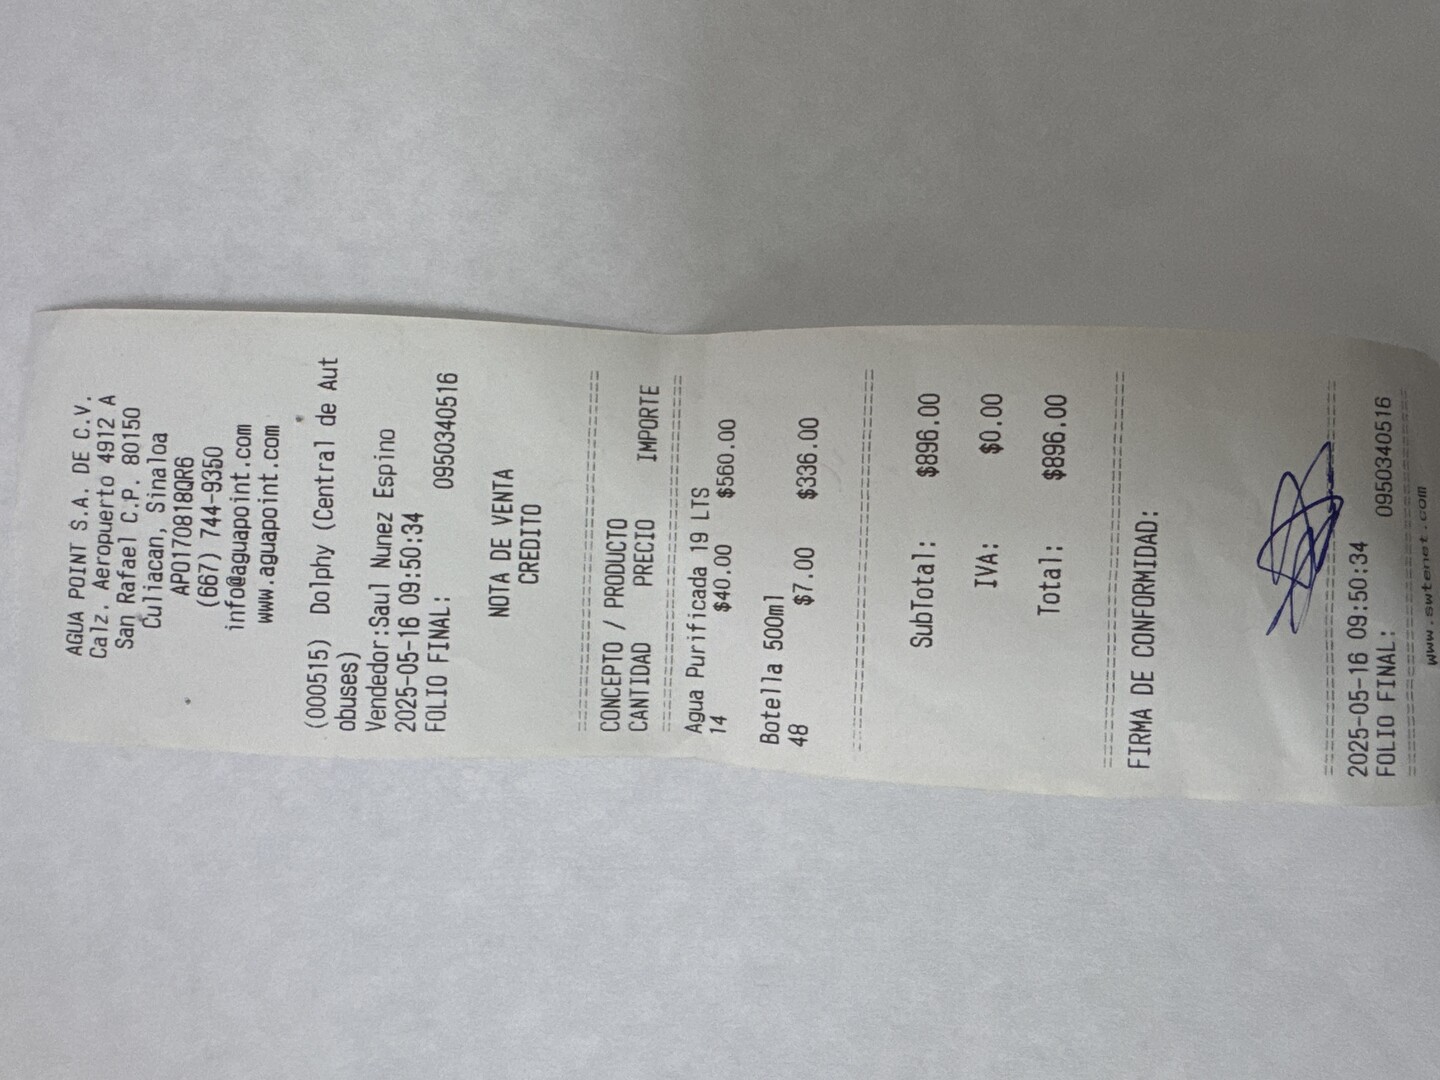 AGUA POINT S.A. DE C.V.
Calz. Aeropuerto 4912 A
San Rafael C.P. 80150
Culiacan, Sinaloa
APO170818QR6
(667) 744-9350
info@aguapoint.com
www.aguapoint.com
(000515) Dolphy (Central de Aut
obuses)
Vendedor:Saul Nunez Espino
2025-05-16 09:50:34
FOLIO FINAL: 0950340516
NOTA DE VENTA
CREDITO
CONCEPTO / PRODUCTO
CANTIDAD PRECIO IMPORTE
Agua Purificada 19 LTS
14 $40.00 $560.00
Botella 500ml
48 $7.00 $336.00
SubTotal: $896.00
IVA: $0.00
Total: $896.00
FIRMA DE CONFORMIDAD:
2025-05-16 09:50:34
FOLIO FINAL: 0950340516
www.swtenet.com